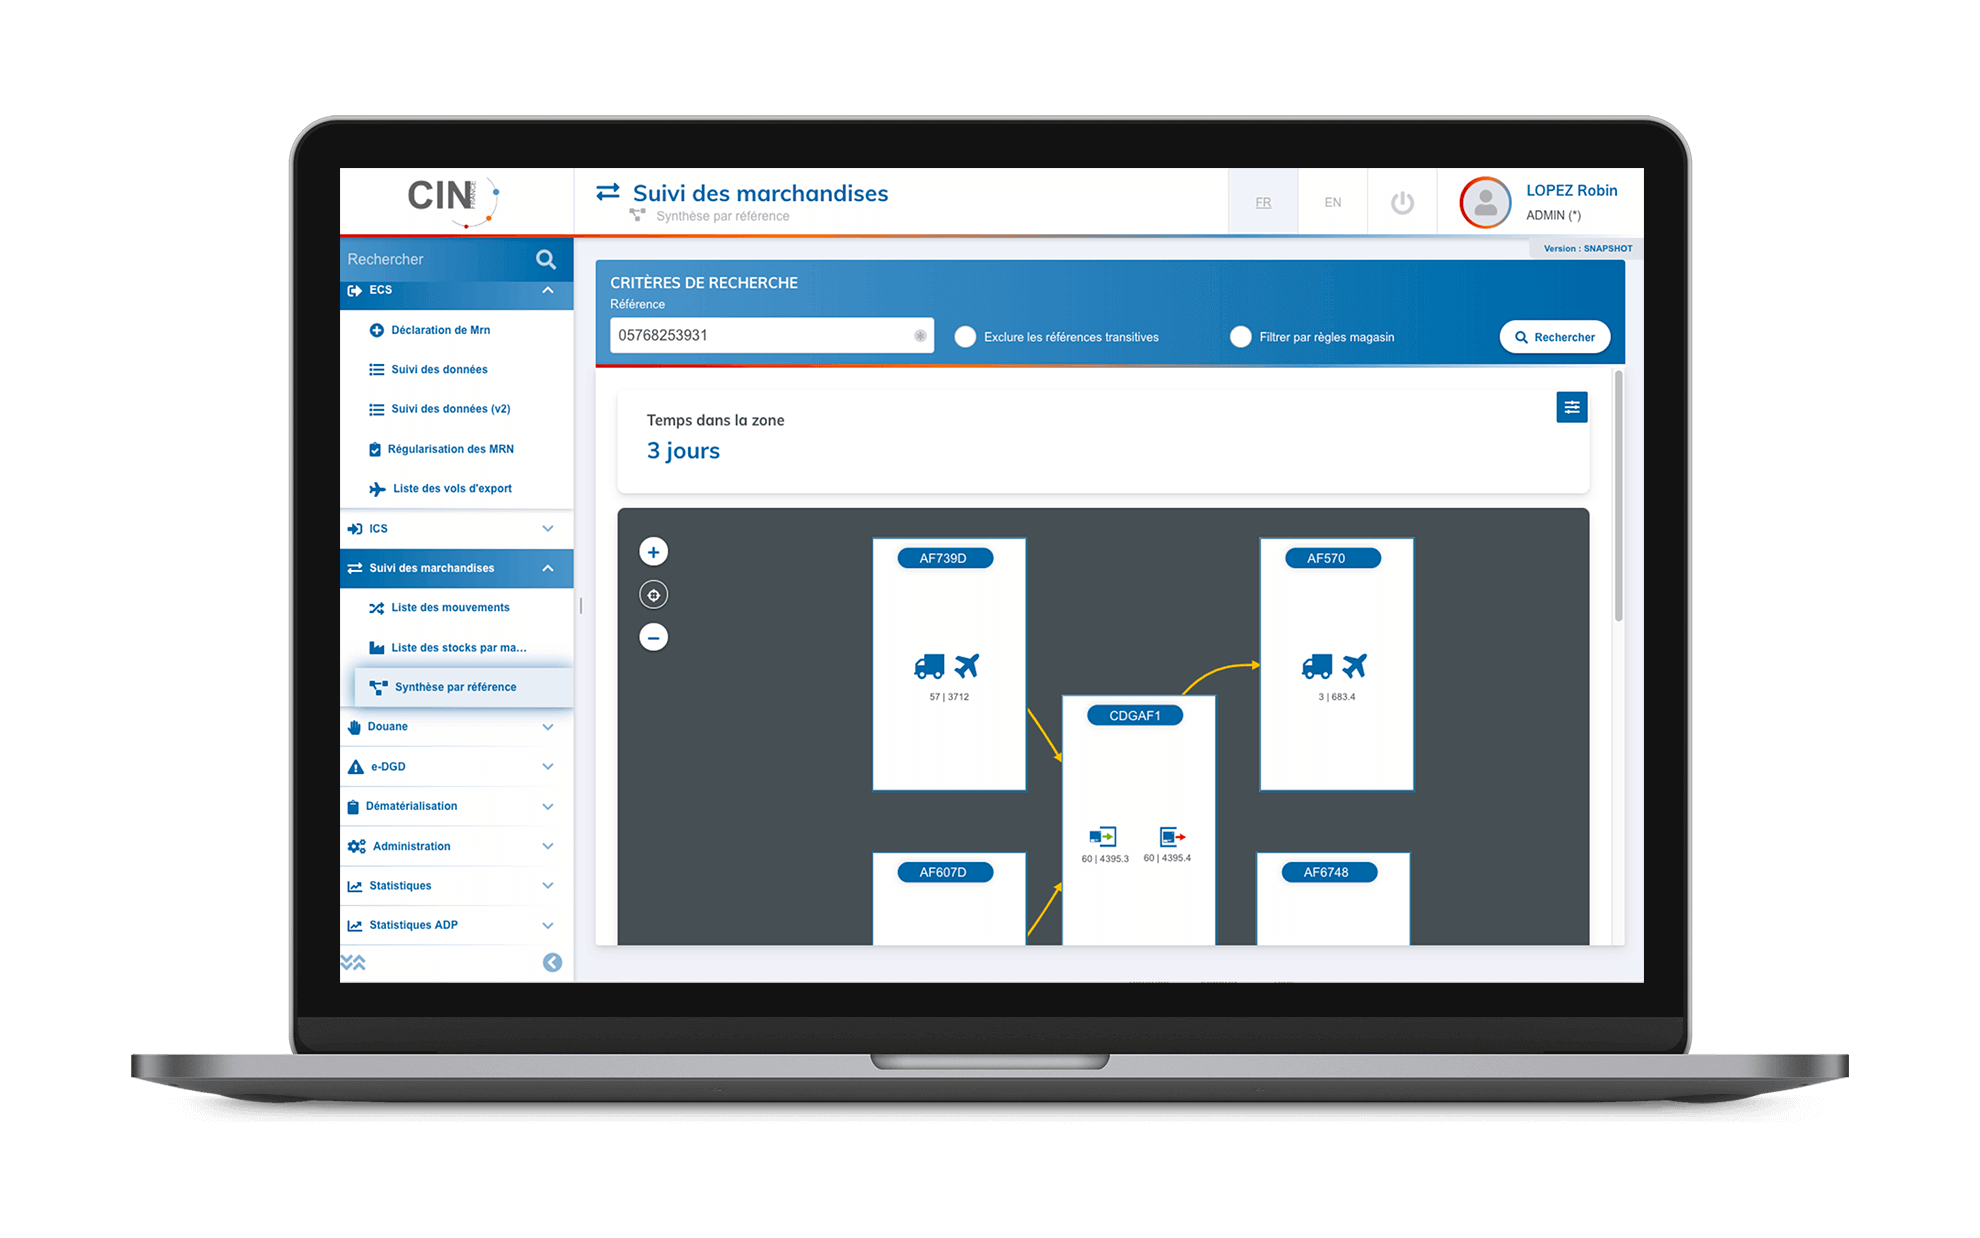 CIN
FRANCE
Suivi des marchandises
Synthèse par référence
FR
EN
LOPEZ Robin
ADMIN (*)
Version : SNAPSHOT
Rechercher
ECS
Déclaration de Mrn
Suivi des données
Suivi des données (v2)
Régularisation des MRN
Liste des vols d'export
ICS
Suivi des marchandises
Liste des mouvements
Liste des stocks par ma...
Synthèse par référence
Douane
e-DGD
Dématérialisation
Administration
Statistiques
Statistiques ADP
CRITÈRES DE RECHERCHE
Référence
05768253931
Exclure les références transitives
Filtrer par règles magasin
Rechercher
Temps dans la zone
3 jours
AF739D
57 | 3712
AF570
3 | 683.4
CDGAF1
60 | 4395.3
60 | 4395.4
AF607D
AF6748